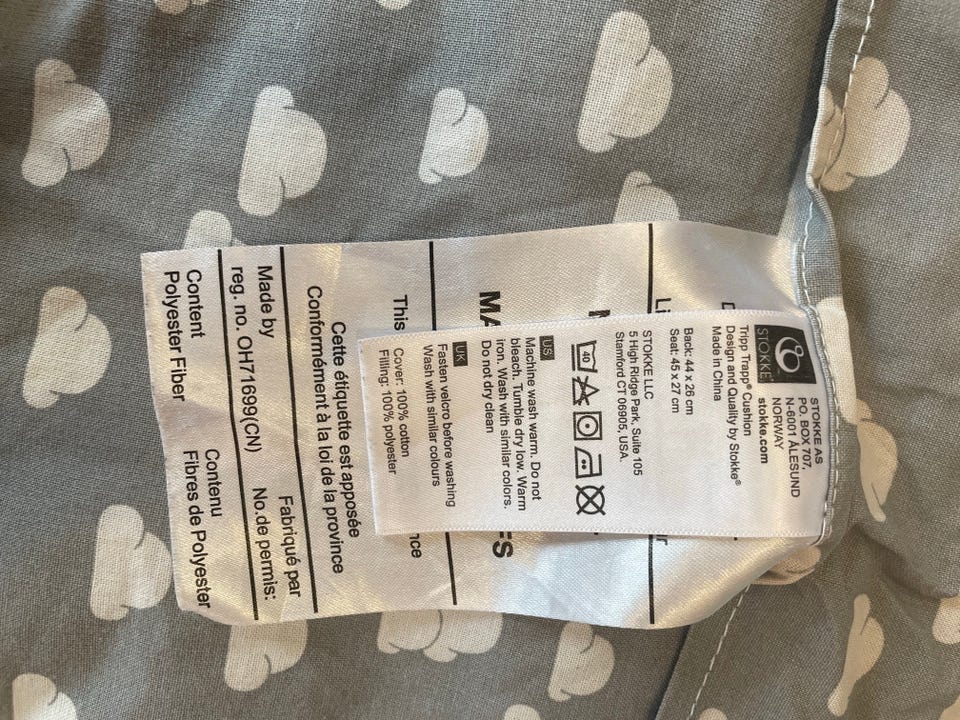 STOKKE
STOKKE AS
PO. BOX 707,
N-6001 ÅLESUND
NORWAY
stokke.com
Tripp Trapp® Cushion
Design and Quality by Stokke®
Made in China
Back: 44 x 26 cm
Seat: 45 x 27 cm
STOKKE LLC
5 High Ridge Park, Suite 105
Stamford CT 06905, USA.
40
US
Machine wash warm. Do not
bleach. Tumble dry low. Warm
iron. Wash with similar colors.
Do not dry clean
UK
Fasten velcro before washing
Wash with similar colours
Cover: 100% cotton
Filling: 100% polyester
This
Cette étiquette est apposée
Conformément à la loi de la province
Made by Fabriqué par
reg. no. OH71699(CN) No.de permis:
Content Contenu
Polyester Fiber Fibres de Polyester